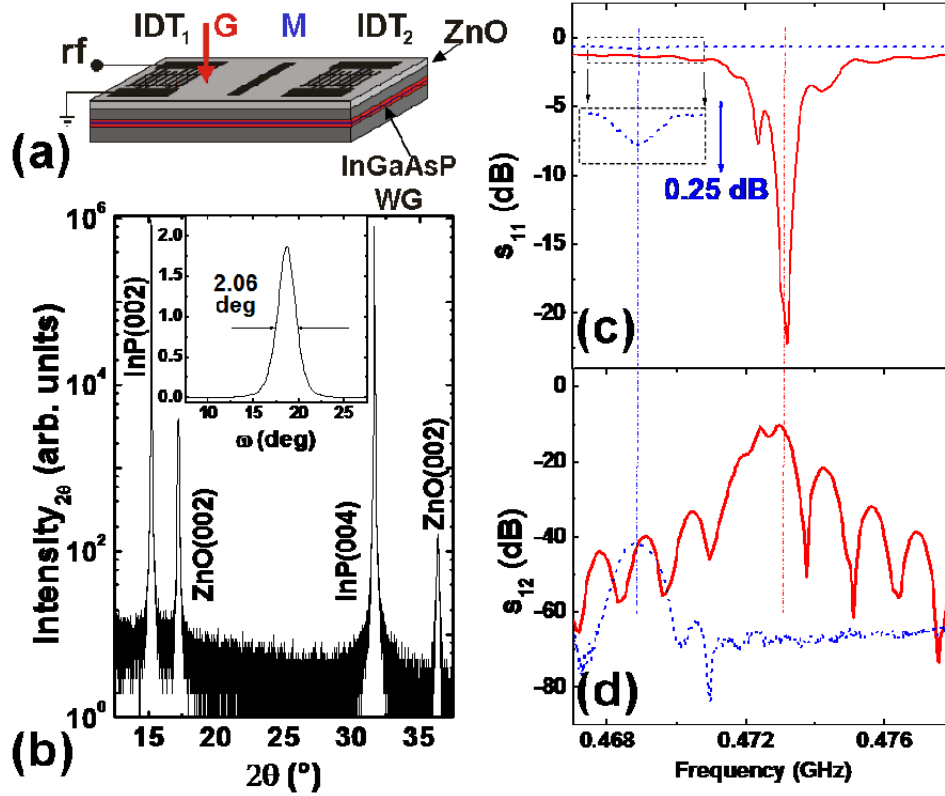 IDT1 G M IDT2 ZnO
rf
(a)
InGaAsP
WG
10^6
10^4
10^2
10^0
Intensity2θ (arb. units)
InP(002)
ZnO(002)
InP(004)
ZnO(002)
2.0
1.5
1.0
0.5
0.0
2.06
deg
10 15 20 25
ω (deg)
15 20 25 30 35
2θ (°)
(b)
0
-5
-10
-15
-20
s11 (dB)
0.25 dB
(c)
0
-20
-40
-60
-80
s12 (dB)
(d)
0.468 0.472 0.476
Frequency (GHz)